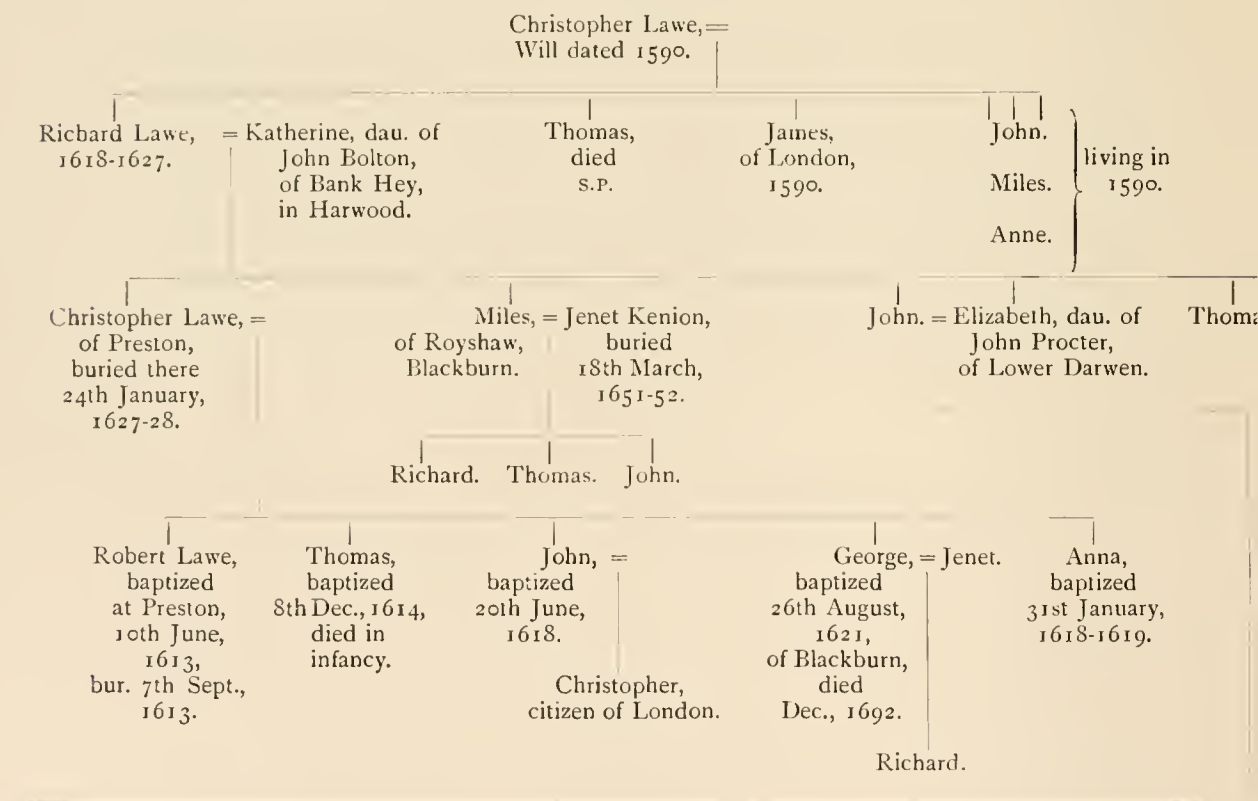 Christopher Lawe, =
Will dated 1590.
Richard Lawe,
1618-1627.
= Katherine, dau. of
John Bolton,
of Bank Hey,
in Harwood.
Thomas,
died
S.P.
James,
of London,
1590.
John.
Miles.
Anne.
living in
1590.
Christopher Lawe, =
of Preston,
buried there
24th January,
1627-28.
Miles,
of Royshaw,
Blackburn.
= Jenet Kenion,
buried
18th March,
1651-52.
John. = Elizabeth, dau. of
John Procter,
of Lower Darwen.
Thoma
Richard. Thomas. John.
Robert Lawe,
baptized
at Preston,
10th June,
1613,
bur. 7th Sept.,
1613.
Thomas,
baptized
8th Dec., 1614,
died in
infancy.
John, =
baptized
20th June,
1618.
Christopher,
citizen of London.
George, = Jenet.
baptized
26th August,
1621,
of Blackburn,
died
Dec., 1692.
Richard.
Anna,
baptized
31st January,
1618-1619.